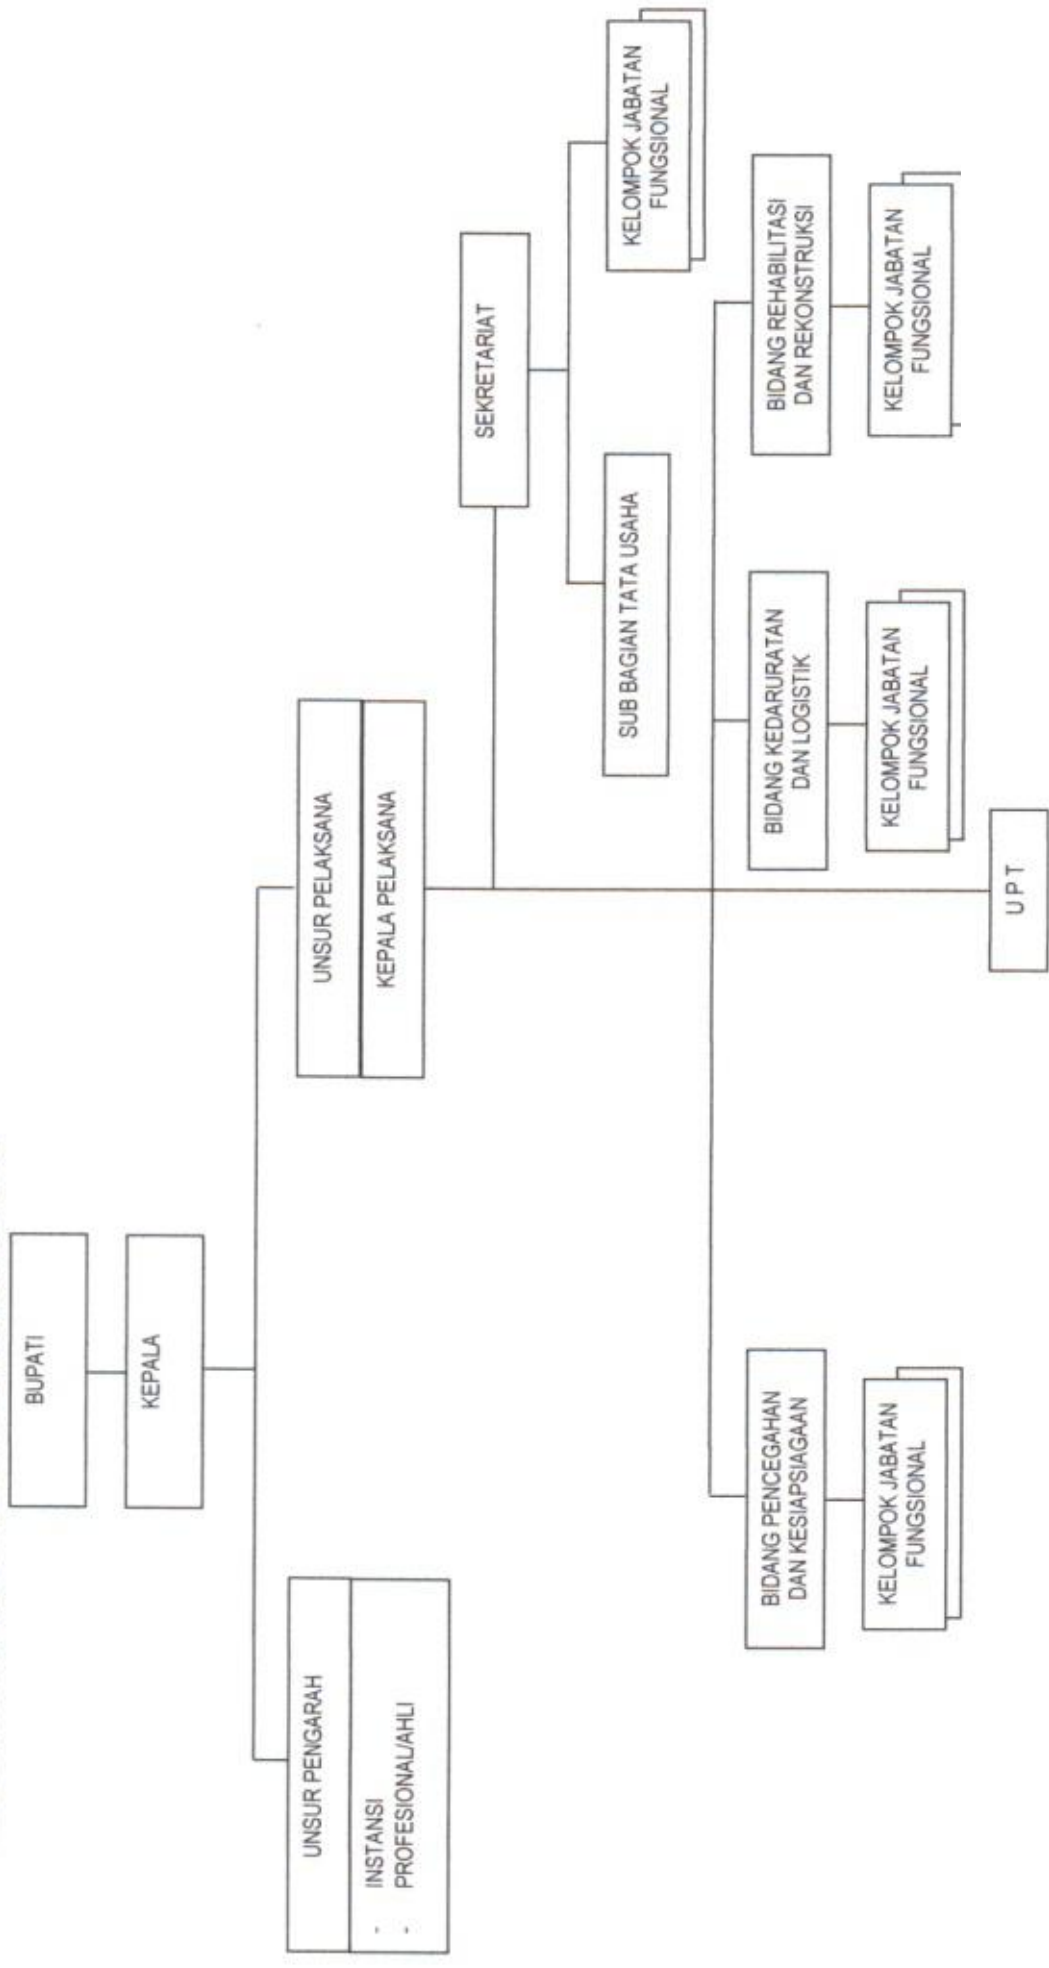 BUPATI
KEPALA
UNSUR PENGARAH
- INSTANSI
- PROFESIONAL/AHLI
UNSUR PELAKSANA
KEPALA PELAKSANA
SEKRETARIAT
SUB BAGIAN TATA USAHA
KELOMPOK JABATAN
FUNGSIONAL
BIDANG PENCEGAHAN
DAN KESIAPSIAGAAN
KELOMPOK JABATAN
FUNGSIONAL
BIDANG KEDARURATAN
DAN LOGISTIK
KELOMPOK JABATAN
FUNGSIONAL
BIDANG REHABILITASI
DAN REKONSTRUKSI
KELOMPOK JABATAN
FUNGSIONAL
UPT